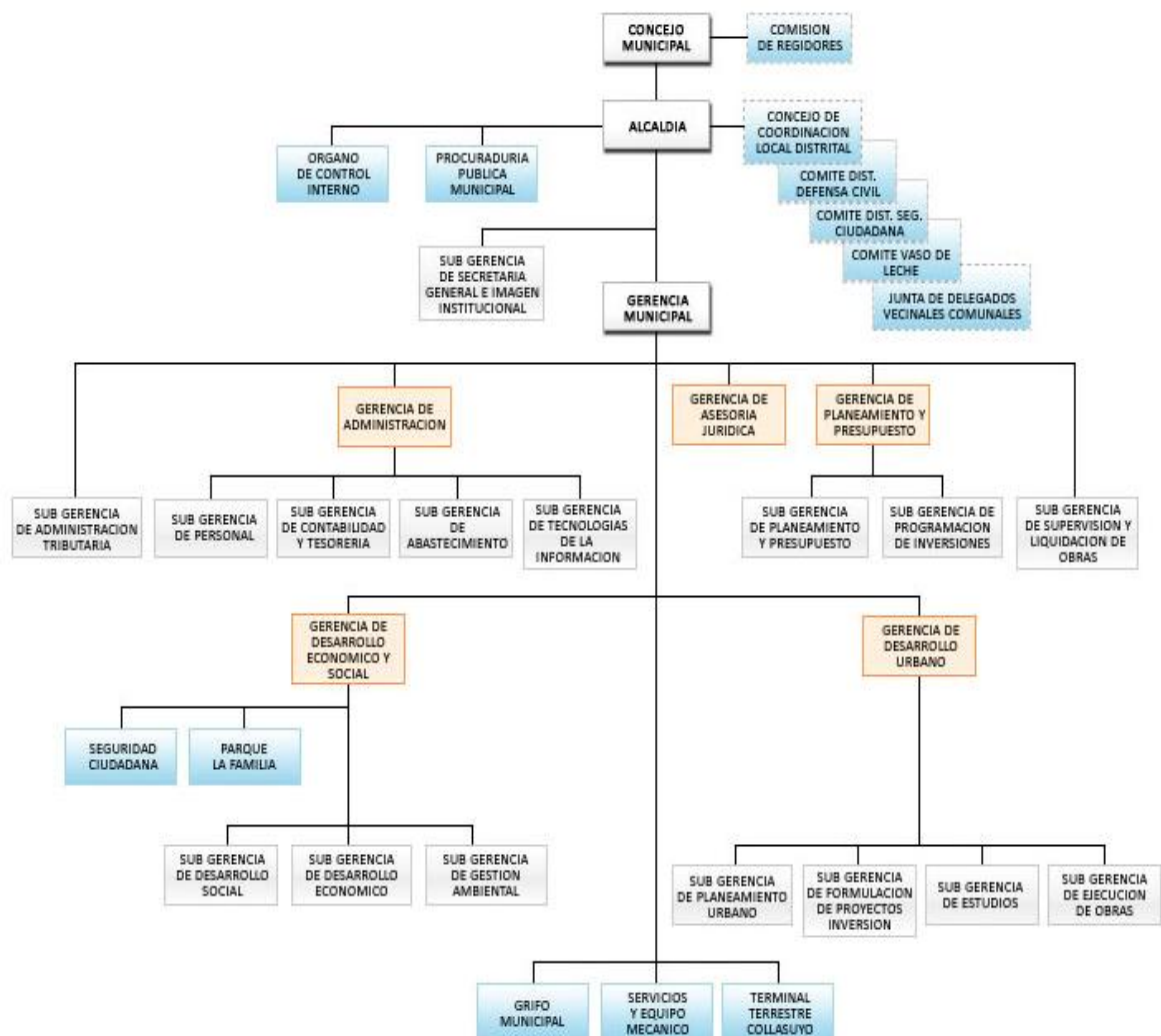 CONCEJO
MUNICIPAL
COMISION
DE REGIDORES
ALCALDIA
CONCEJO DE
COORDINACION
LOCAL DISTRITAL
ORGANO
DE CONTROL
INTERNO
PROCURADURIA
PUBLICA
MUNICIPAL
COMITE DIST.
DEFENSA CIVIL
COMITE DIST. SEG.
CIUDADANA
COMITE VASO DE
LECHE
JUNTA DE DELEGADOS
VECINALES COMUNALES
SUB GERENCIA
DE SECRETARIA
GENERAL E IMAGEN
INSTITUCIONAL
GERENCIA
MUNICIPAL
GERENCIA DE
ADMINISTRACION
GERENCIA DE
ASESORIA
JURIDICA
GERENCIA DE
PLANEAMIENTO Y
PRESUPUESTO
SUB GERENCIA
DE ADMINISTRACION
TRIBUTARIA
SUB GERENCIA
DE PERSONAL
SUB GERENCIA
DE CONTABILIDAD
Y TESORERIA
SUB GERENCIA
DE
ABASTECIMIENTO
SUB GERENCIA
DE TECNOLOGIAS
DE LA
INFORMACION
SUB GERENCIA
DE PLANEAMIENTO
Y PRESUPUESTO
SUB GERENCIA DE
PROGRAMACION
DE INVERSIONES
SUB GERENCIA
DE SUPERVISION Y
LIQUIDACION DE
OBRAS
GERENCIA DE
DESARROLLO
ECONOMICO Y
SOCIAL
GERENCIA DE
DESARROLLO
URBANO
SEGURIDAD
CIUDADANA
PARQUE
LA FAMILIA
SUB GERENCIA
DE DESARROLLO
SOCIAL
SUB GERENCIA
DE DESARROLLO
ECONOMICO
SUB GERENCIA
DE GESTION
AMBIENTAL
SUB GERENCIA
DE PLANEAMIENTO
URBANO
SUB GERENCIA
DE FORMULACION
DE PROYECTOS
INVERSION
SUB GERENCIA
DE ESTUDIOS
SUB GERENCIA
DE EJECUCION
DE OBRAS
GRIFO
MUNICIPAL
SERVICIOS
Y EQUIPO
MECANICO
TERMINAL
TERRESTRE
COLLASUYO